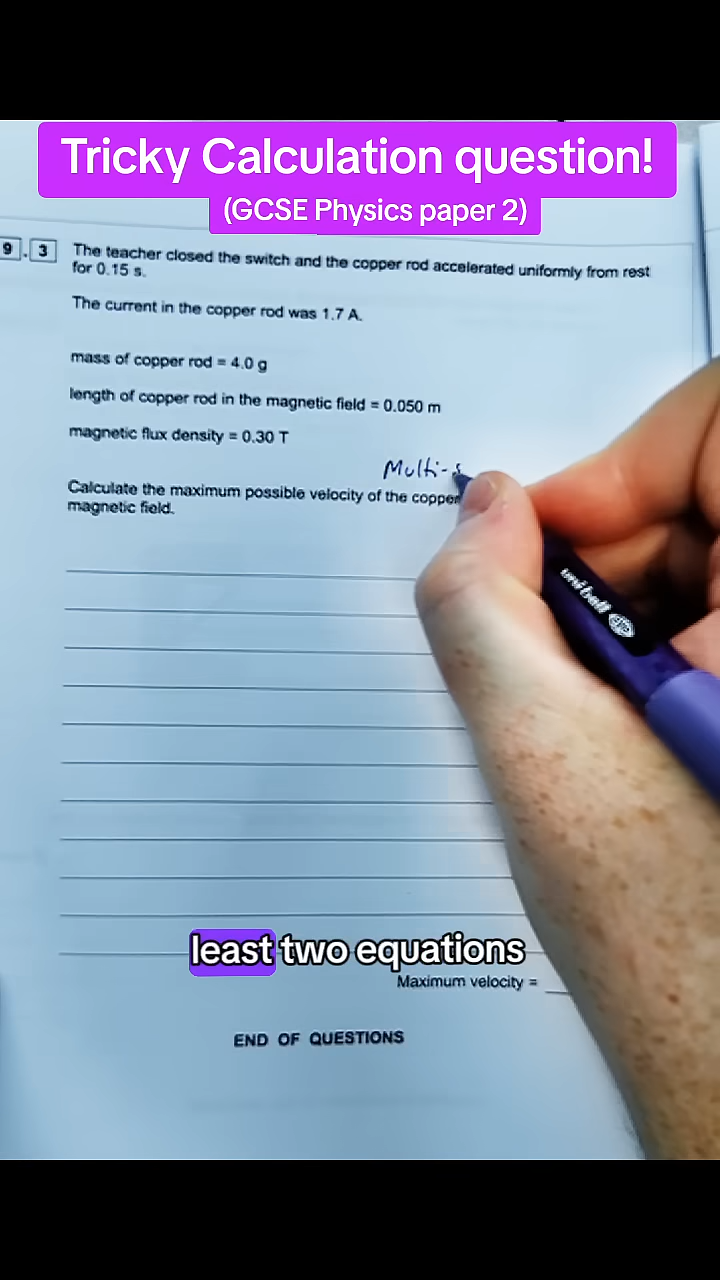 Tricky Calculation question!
(GCSE Physics paper 2)
9.3 The teacher closed the switch and the copper rod accelerated uniformly from rest
for 0.15 s.
The current in the copper rod was 1.7 A.
mass of copper rod = 4.0 g
length of copper rod in the magnetic field = 0.050 m
magnetic flux density = 0.30 T
Multi-s
Calculate the maximum possible velocity of the copper
magnetic field.
uni-ball
least two equations
Maximum velocity =
END OF QUESTIONS